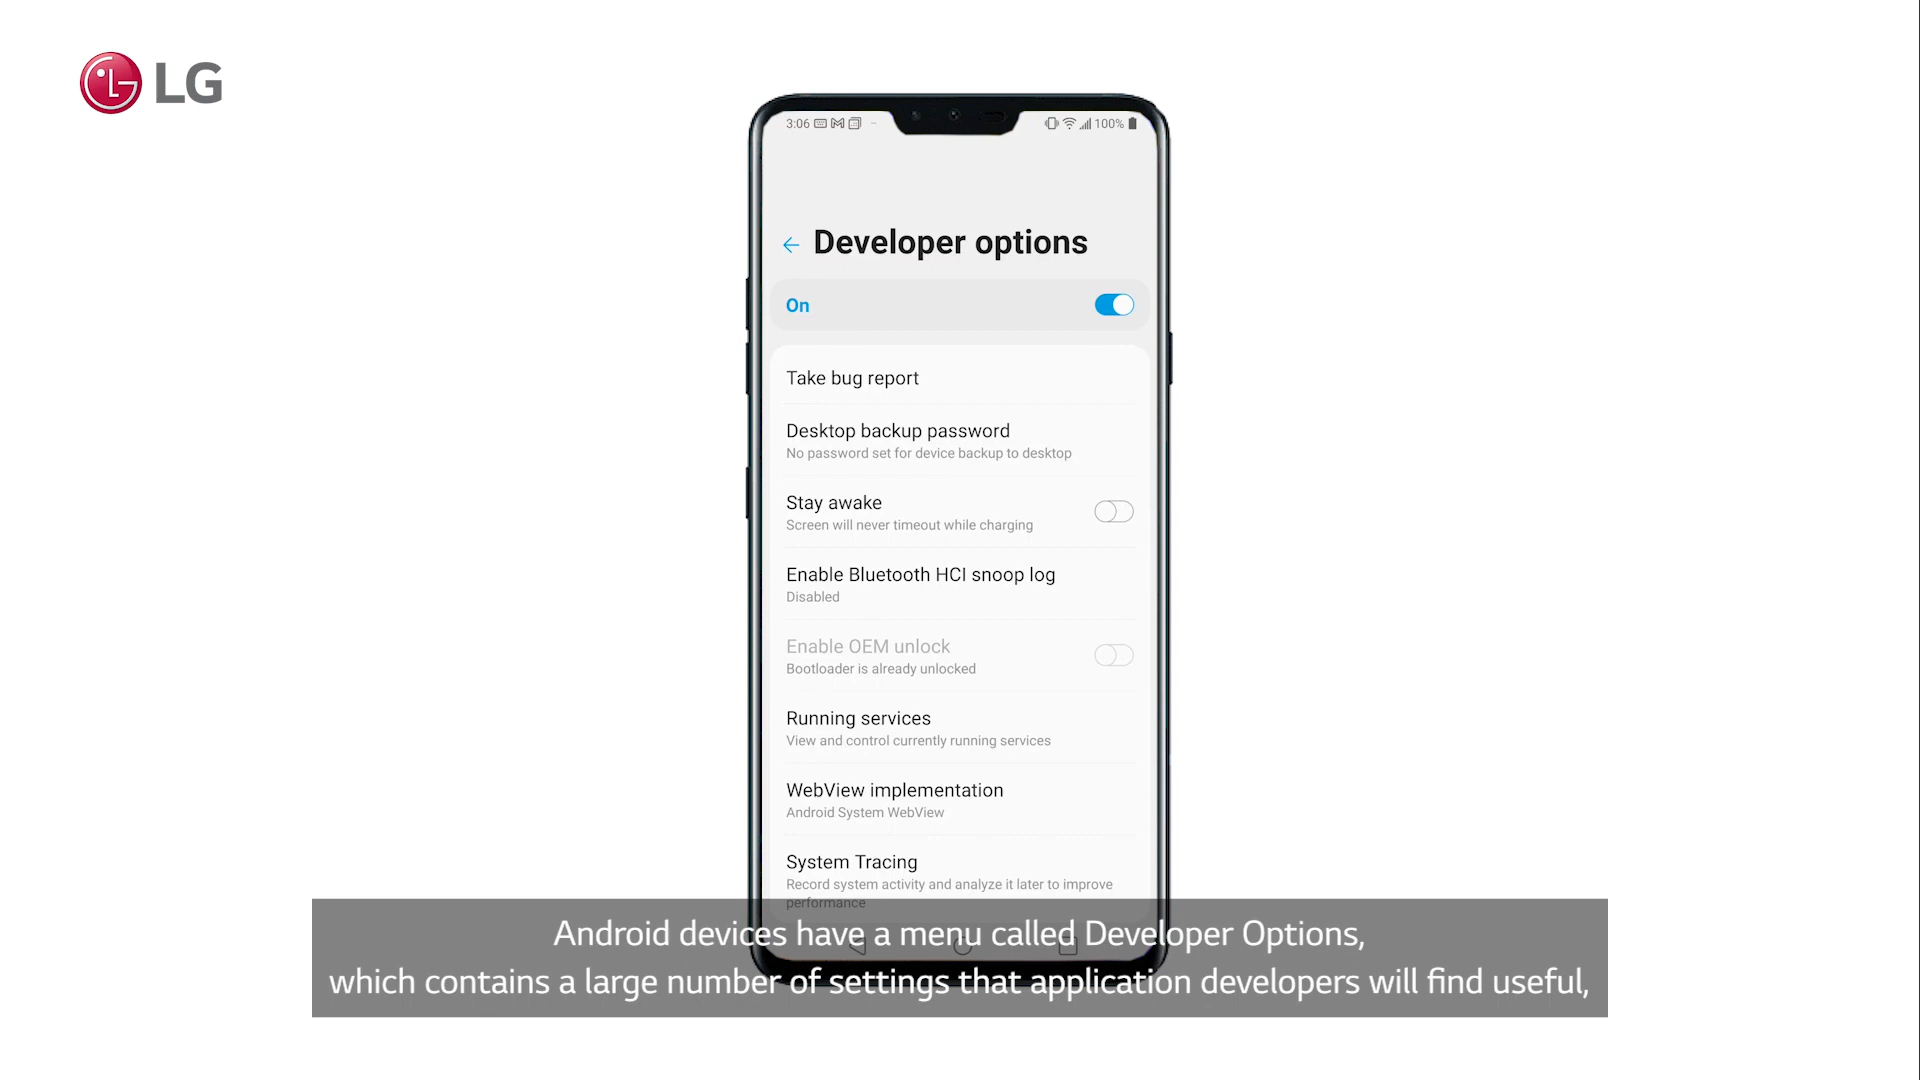 LG
3:06
100%
Developer options
On
Take bug report
Desktop backup password
No password set for device backup to desktop
Stay awake
Screen will never timeout while charging
Enable Bluetooth HCI snoop log
Disabled
Enable OEM unlock
Bootloader is already unlocked
Running services
View and control currently running services
WebView implementation
Android System WebView
System Tracing
Record system activity and analyze it later to improve
performance
Android devices have a menu called Developer Options,
which contains a large number of settings that application developers will find useful,